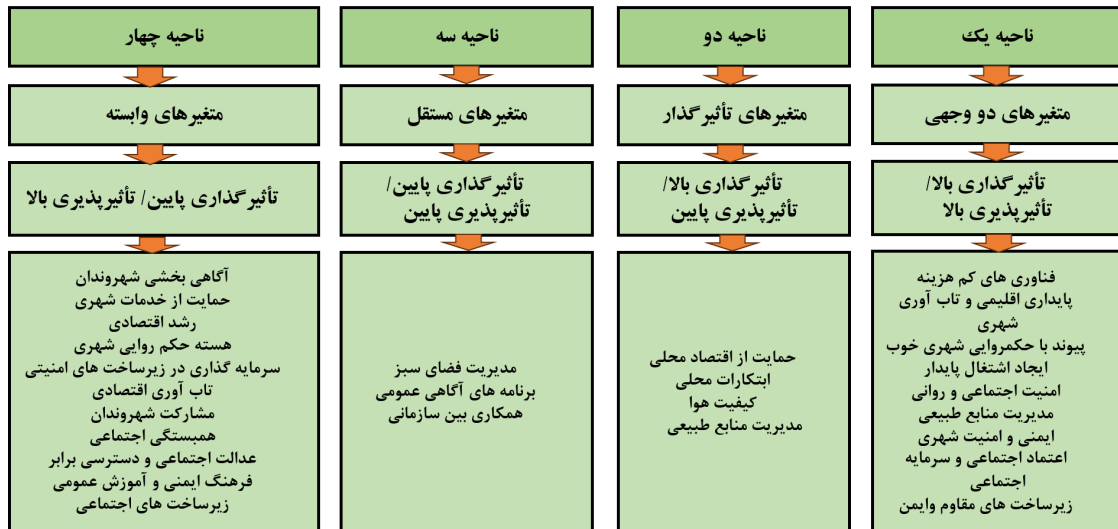 ناحیه یک
متغیرهای دو وجهی
تأثیرگذاری بالا/
تأثیرپذیری بالا
فناوری های کم هزینه
پایداری اقلیمی و تاب آوری
شهری
پیوند با حکمروایی شهری خوب
ایجاد اشتغال پایدار
امنیت اجتماعی و روانی
مدیریت منابع طبیعی
ایمنی و امنیت شهری
اعتماد اجتماعی و سرمایه
اجتماعی
زیرساخت های مقاوم وایمن
ناحیه دو
متغیرهای تأثیرگذار
تأثیرگذاری بالا/
تأثیرپذیری پایین
حمایت از اقتصاد محلی
ابتکارات محلی
کیفیت هوا
مدیریت منابع طبیعی
ناحیه سه
متغیرهای مستقل
تأثیرگذاری پایین/
تأثیرپذیری پایین
مدیریت فضای سبز
برنامه های آگاهی عمومی
همکاری بین سازمانی
ناحیه چهار
متغیرهای وابسته
تأثیرگذاری پایین/ تأثیرپذیری بالا
آگاهی بخشی شهروندان
حمایت از خدمات شهری
رشد اقتصادی
هسته حکم روایی شهری
سرمایه گذاری در زیرساخت های امنیتی
تاب آوری اقتصادی
مشارکت شهروندان
همبستگی اجتماعی
عدالت اجتماعی و دسترسی برابر
فرهنگ ایمنی و آموزش عمومی
زیرساخت های اجتماعی